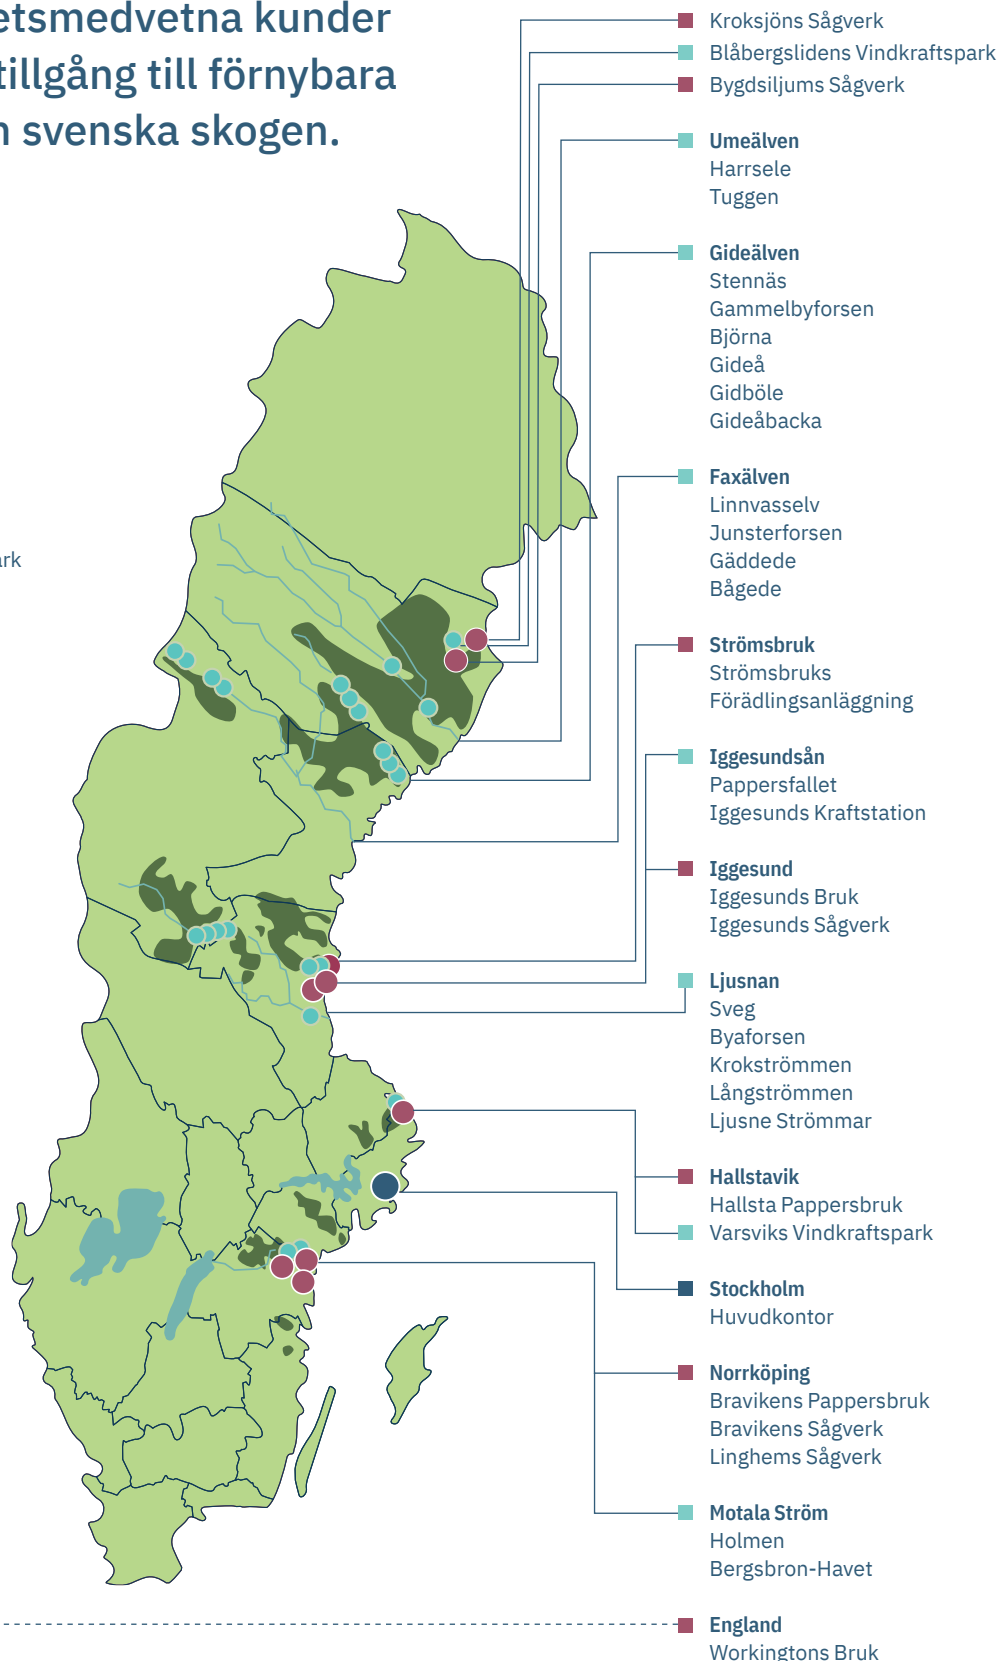 etsmedvetna kunder
tillgång till förnybara
n svenska skogen.
ark
Kroksjöns Sågverk
Blåbergslidens Vindkraftspark
Bygdsiljums Sågverk
Umeälven
Harrsele
Tuggen
Gideälven
Stennäs
Gammelbyforsen
Björna
Gideå
Gidböle
Gideåbacka
Faxälven
Linnvasselv
Junsterforsen
Gäddede
Bågede
Strömsbruk
Strömsbruks
Förädlingsanläggning
Iggesundsån
Pappersfallet
Iggesunds Kraftstation
Iggesund
Iggesunds Bruk
Iggesunds Sågverk
Ljusnan
Sveg
Byaforsen
Krokströmmen
Långströmmen
Ljusne Strömmar
Hallstavik
Hallsta Pappersbruk
Varsviks Vindkraftspark
Stockholm
Huvudkontor
Norrköping
Bravikens Pappersbruk
Bravikens Sågverk
Linghems Sågverk
Motala Ström
Holmen
Bergsbron-Havet
England
Workingtons Bruk